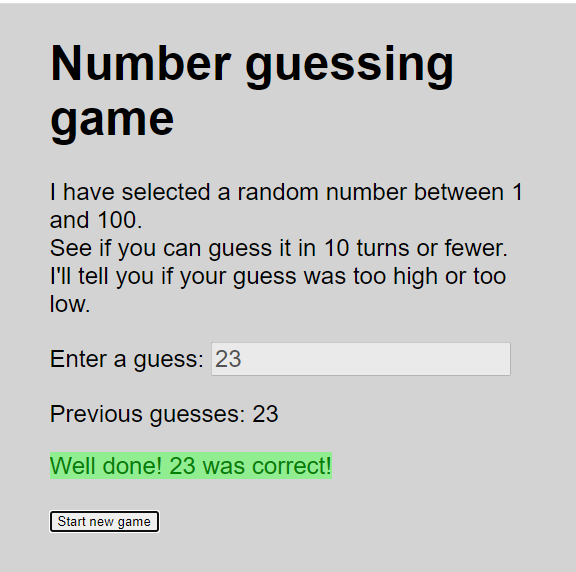 Number guessing
game
I have selected a random number between 1
and 100.
See if you can guess it in 10 turns or fewer.
I'll tell you if your guess was too high or too
low.
Enter a guess: 23
Previous guesses: 23
Well done! 23 was correct!
Start new game